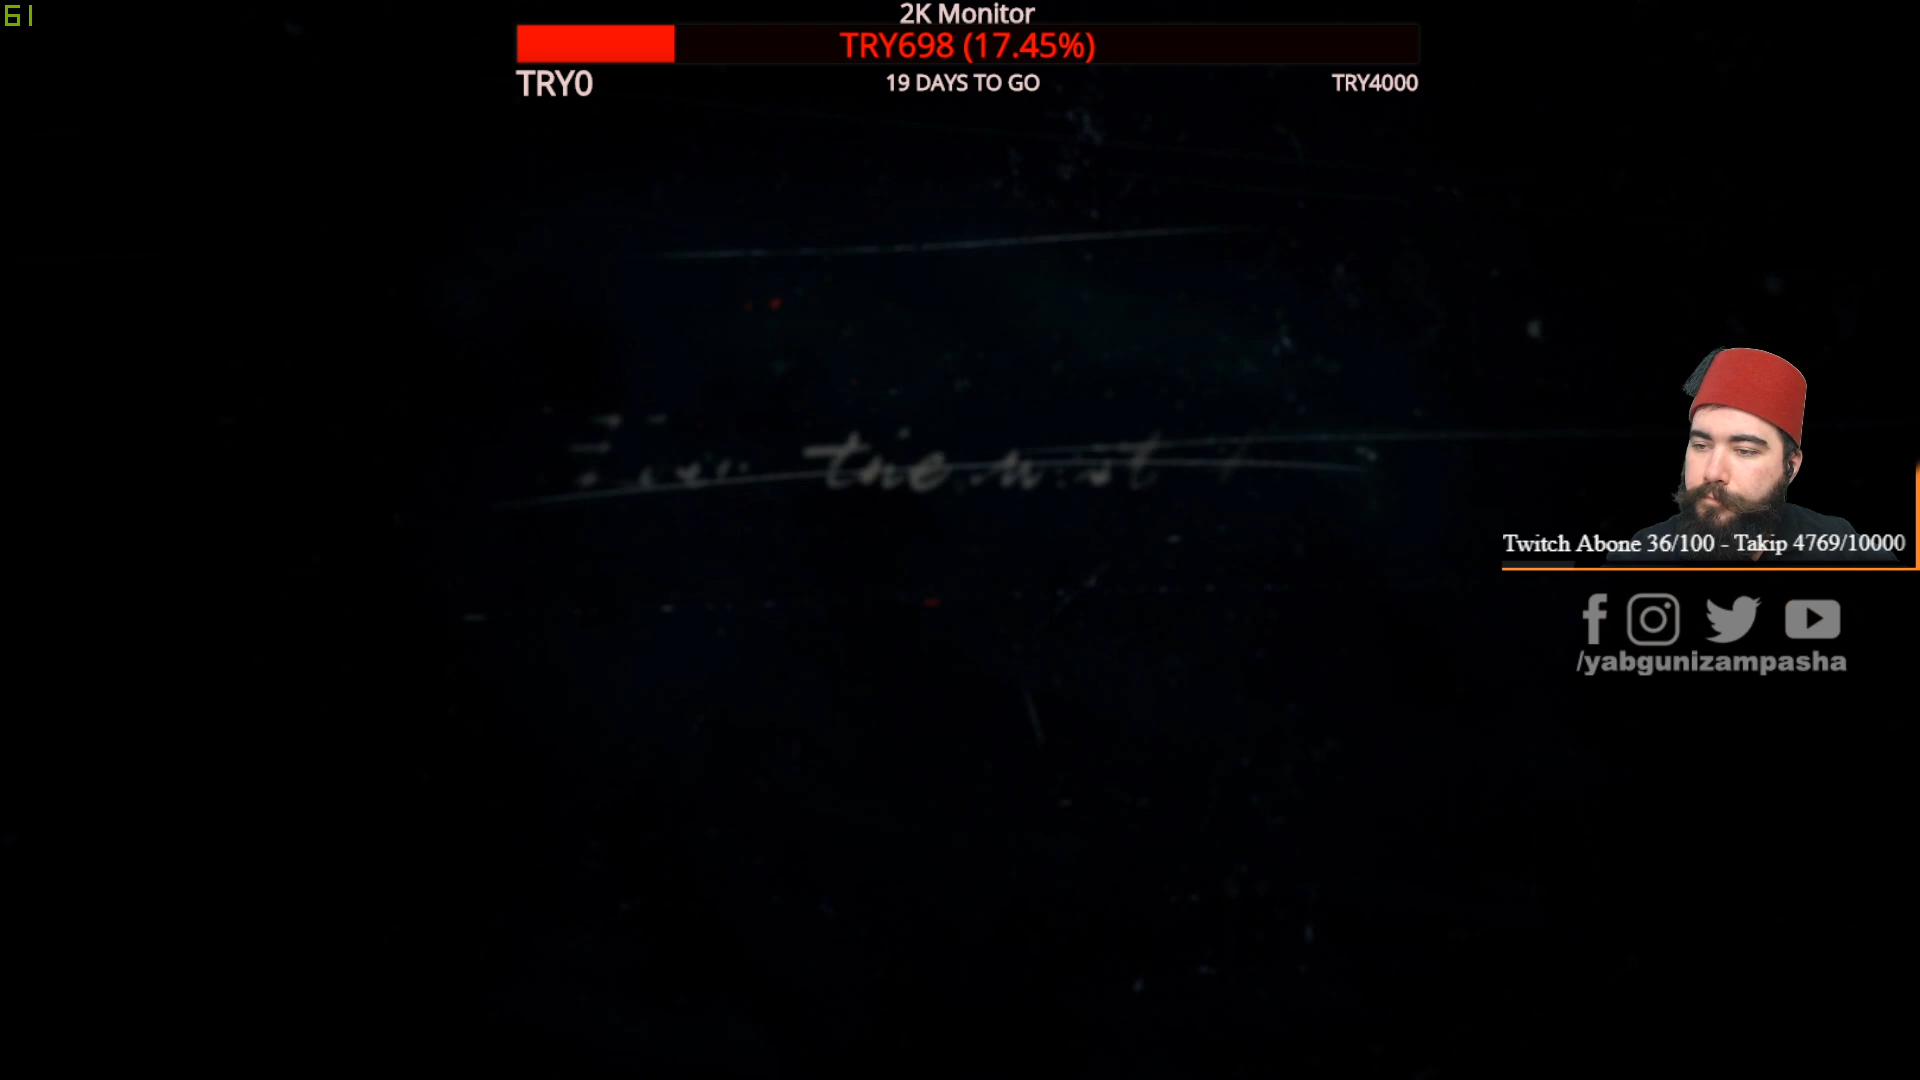 61
2K Monitor
TRY698 (17.45%)
TRY0 19 DAYS TO GO TRY4000
the
Twitch Abone 36/100 - Takip 4769/10000
/yabgunizampasha